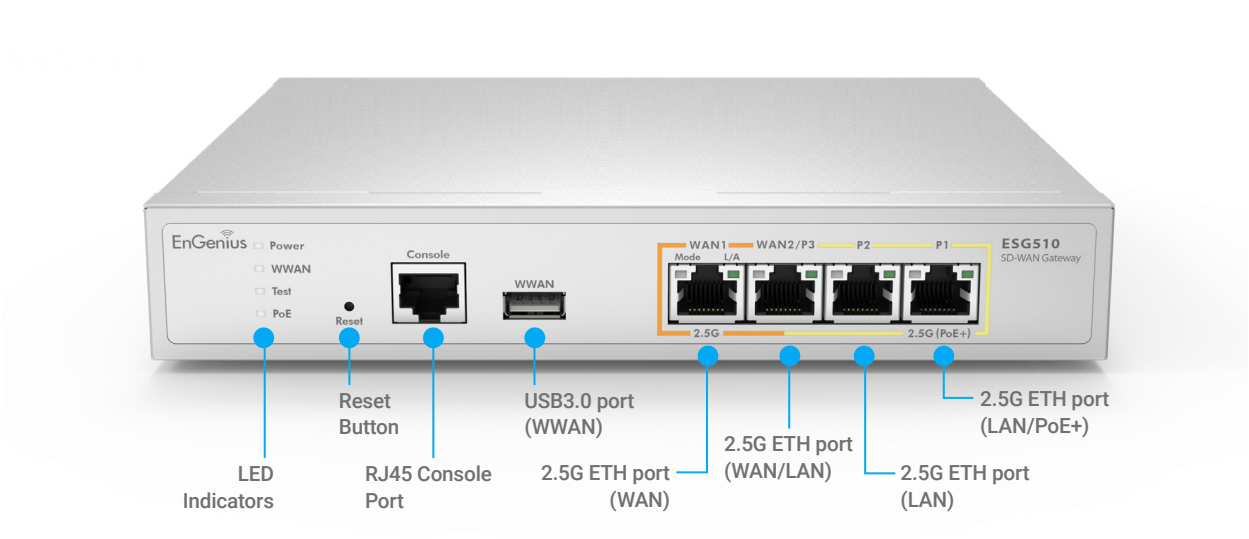 EnGenius
Power
WWAN
Test
PoE
Reset
Console
WWAN
WAN1
WAN2/P3
P2
P1
Mode
L/A
2.5G
2.5G (PoE+)
ESG510
SD-WAN Gateway
LED
Indicators
Reset
Button
RJ45 Console
Port
USB3.0 port
(WWAN)
2.5G ETH port
(WAN)
2.5G ETH port
(WAN/LAN)
2.5G ETH port
(LAN)
2.5G ETH port
(LAN/PoE+)